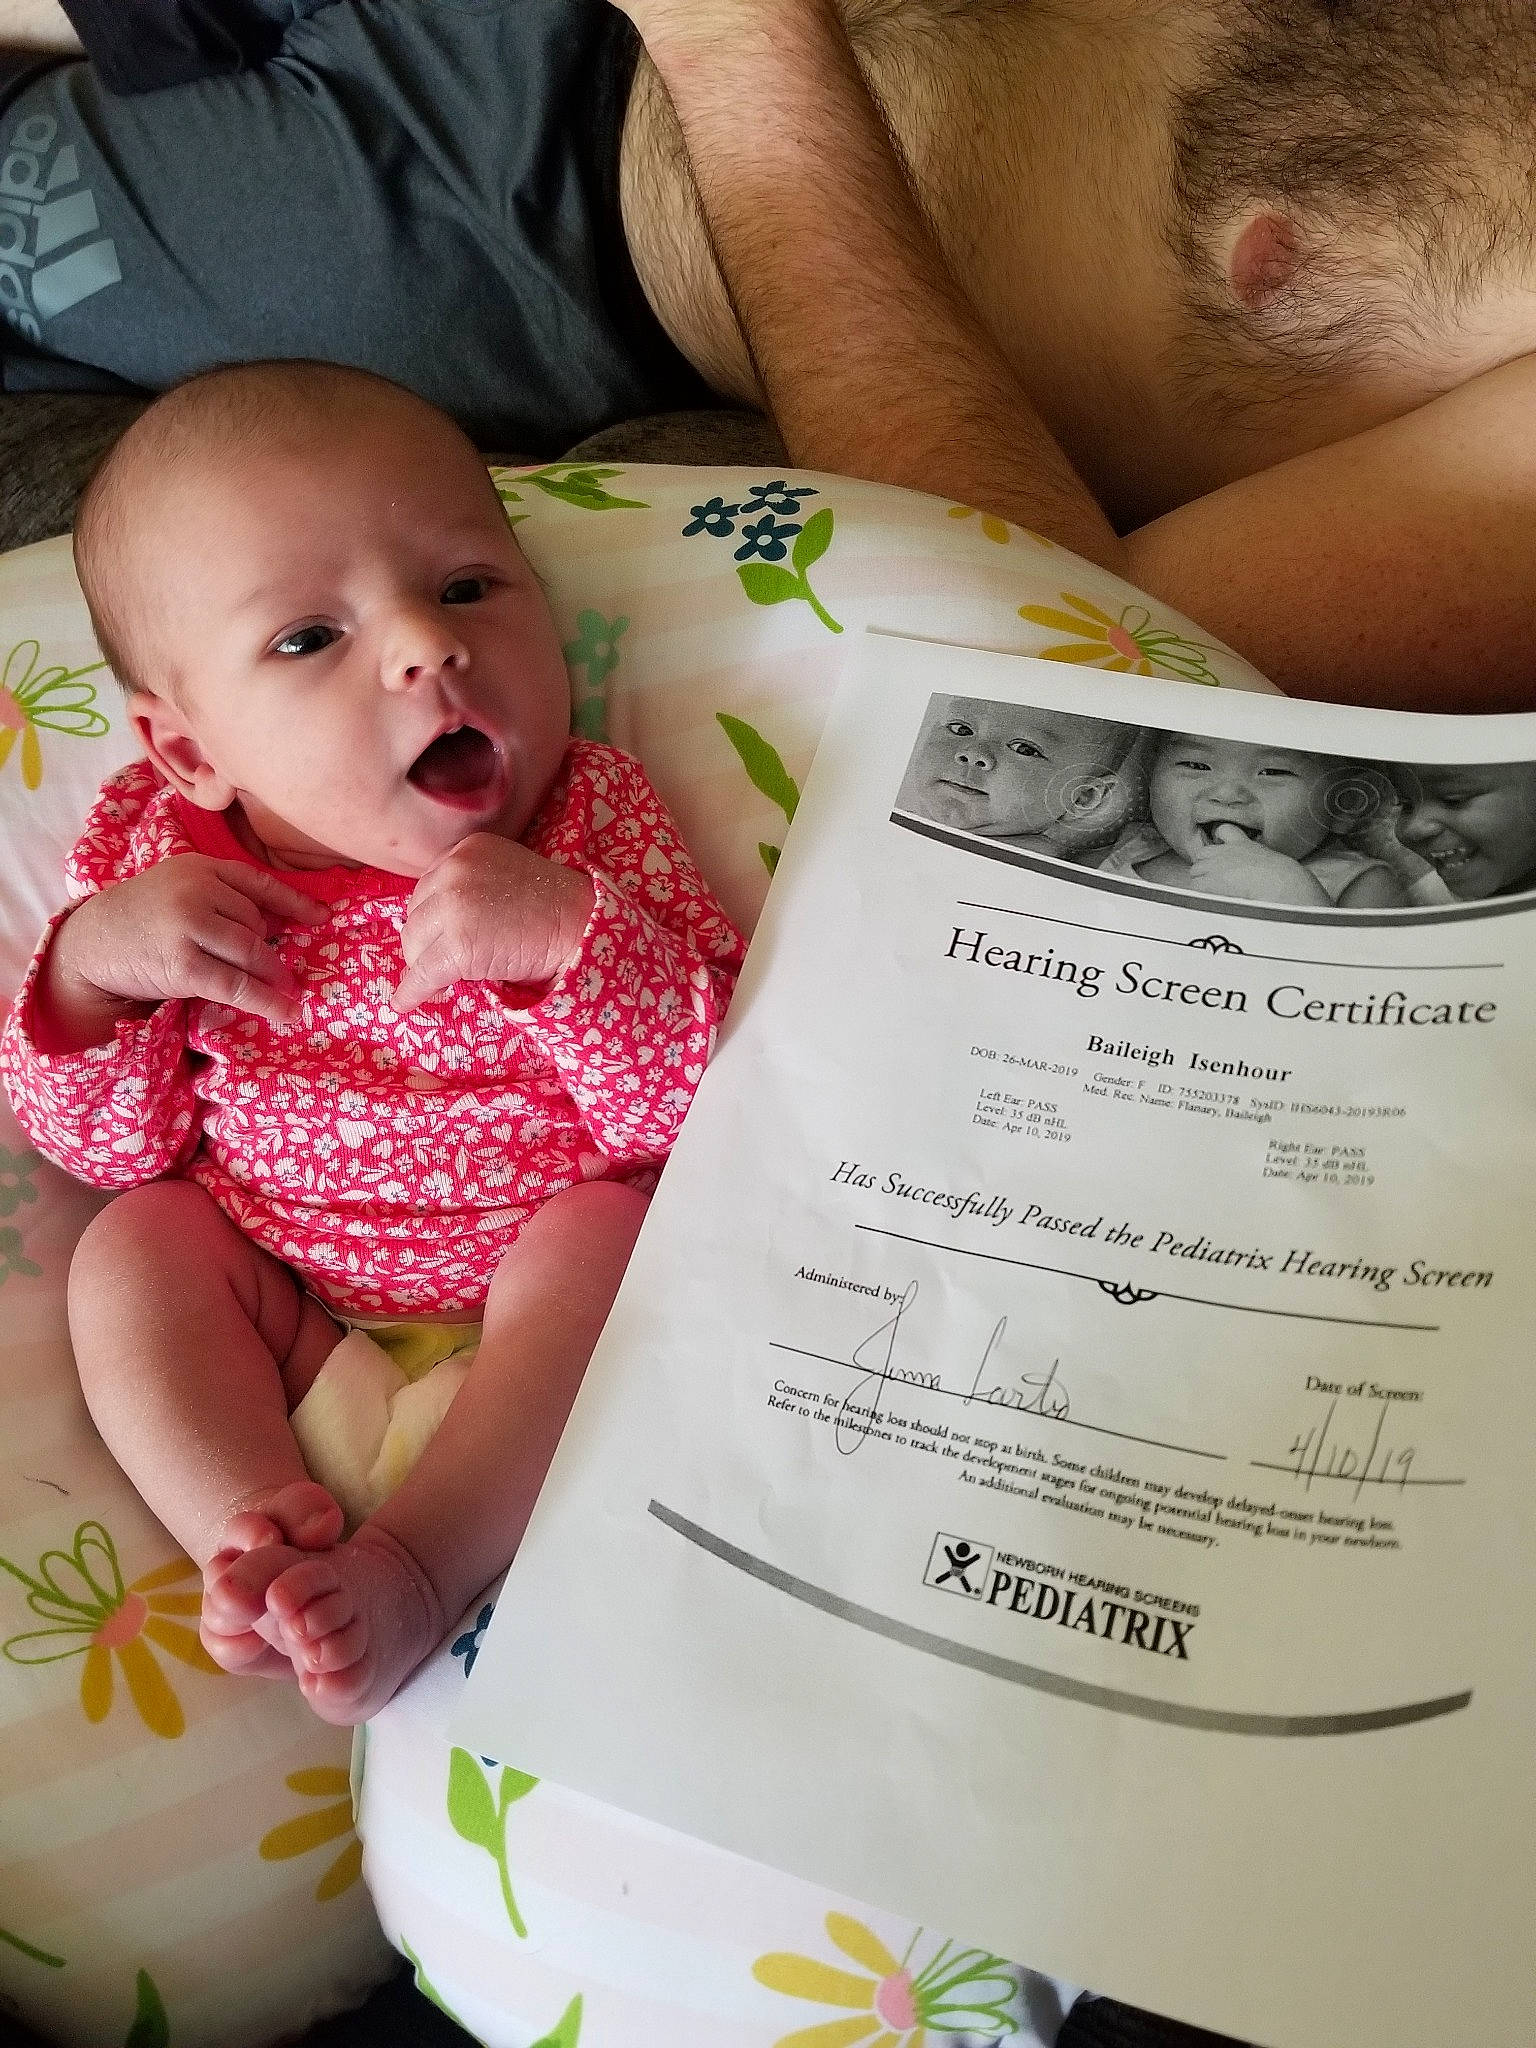 adidas
Hearing Screen Certificate
Baileigh Isenhour
DOB: 26-MAR-2019 Gender: F ID: 755203378 SysID: IHS6043-20193R06
Med. Rec. Name: Flanary, Baileigh
Left Ear: PASS
Level: 35 dB nHL
Date: Apr 10, 2019
Right Ear: PASS
Level: 35 dB nHL
Date: Apr 10, 2019
Has Successfully Passed the Pediatrix Hearing Screen
Administered by:
Date of Screen:
4/10/19
Concern for hearing loss should not stop at birth. Some children may develop delayed-onset hearing loss.
Refer to the milestones to track the development stages for ongoing potential hearing loss in your newborn.
An additional evaluation may be necessary.
NEWBORN HEARING SCREENS
PEDIATRIX